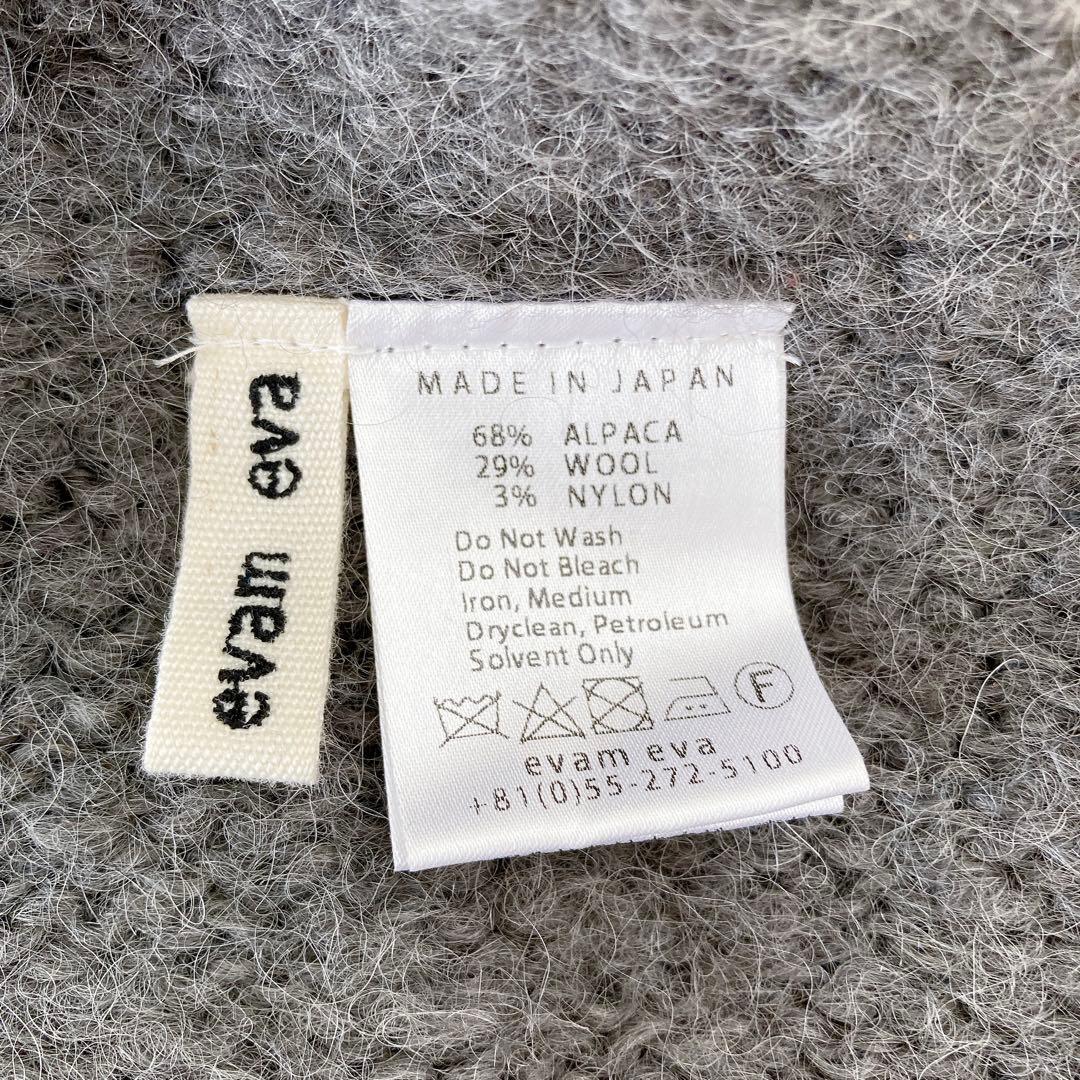 evam eva
MADE IN JAPAN
68% ALPACA
29% WOOL
3% NYLON
Do Not Wash
Do Not Bleach
Iron, Medium
Dryclean, Petroleum
Solvent Only
F
evam eva
+81(0)55-272-5100